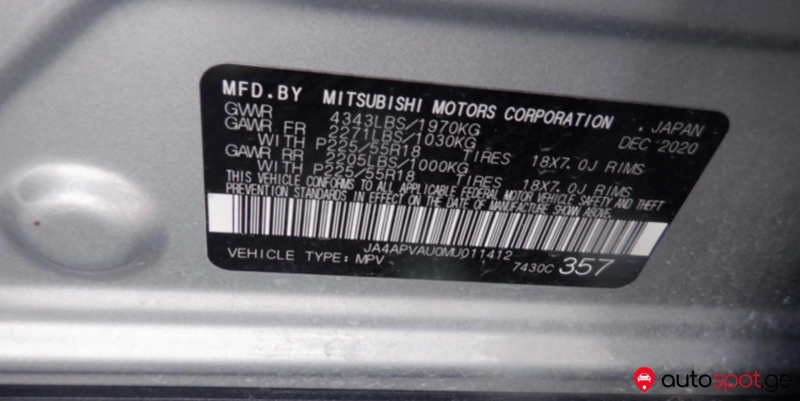 MFD.BY MITSUBISHI MOTORS CORPORATION , JAPAN
GVWR 4343LBS/1970KG DEC 2020
GAWR FR 2271LBS/1030KG
WITH P225/55R18 TIRES 18X7.0J RIMS
GAWR RR 2205LBS/1000KG
WITH P225/55R18 TIRES 18X7.0J RIMS
THIS VEHICLE CONFORMS TO ALL APPLICABLE FEDERAL MOTOR VEHICLE SAFETY AND THEFT
PREVENTION STANDARDS IN EFFECT ON THE DATE OF MANUFACTURE SHOWN ABOVE.
JA4APVAU0MU011412
VEHICLE TYPE: MPV 7430C 357
autospot.ge